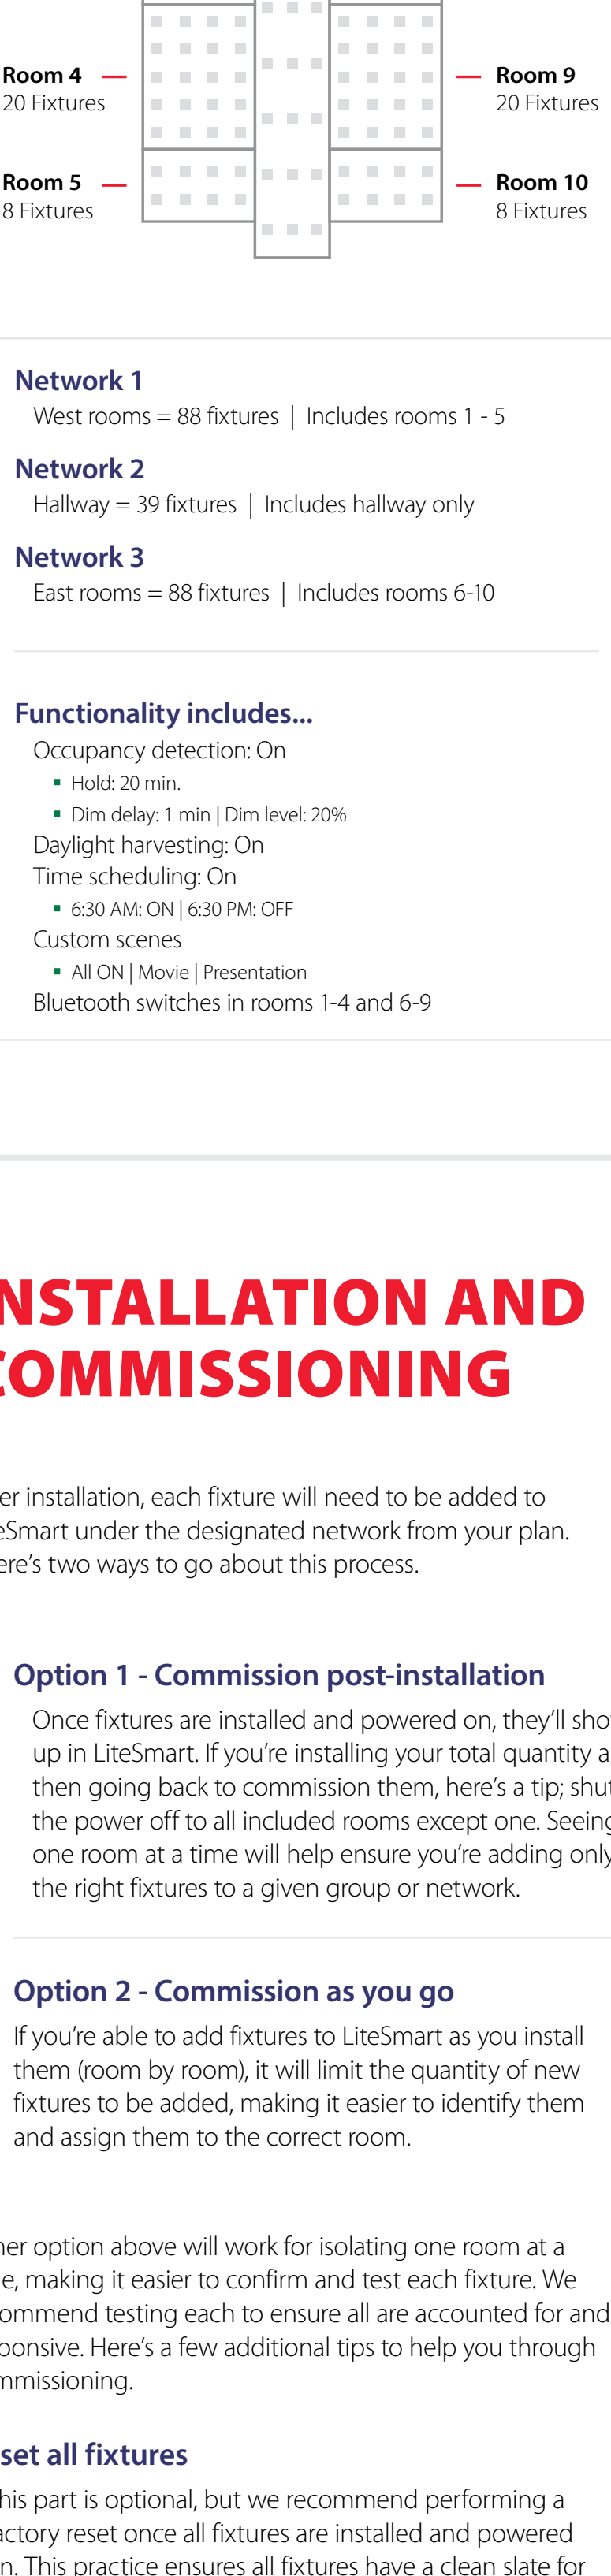 Room 4
20 Fixtures
Room 9
20 Fixtures
Room 5
8 Fixtures
Room 10
8 Fixtures
Network 1
West rooms = 88 fixtures | Includes rooms 1 - 5
Network 2
Hallway = 39 fixtures | Includes hallway only
Network 3
East rooms = 88 fixtures | Includes rooms 6-10
Functionality includes...
Occupancy detection: On
▪ Hold: 20 min.
▪ Dim delay: 1 min | Dim level: 20%
Daylight harvesting: On
Time scheduling: On
▪ 6:30 AM: ON | 6:30 PM: OFF
Custom scenes
▪ All ON | Movie | Presentation
Bluetooth switches in rooms 1-4 and 6-9
NSTALLATION AND
COMMISSIONING
er installation, each fixture will need to be added to
eSmart under the designated network from your plan.
ere's two ways to go about this process.
Option 1 - Commission post-installation
Once fixtures are installed and powered on, they'll sho
up in LiteSmart. If you're installing your total quantity a
then going back to commission them, here's a tip; shut
the power off to all included rooms except one. Seeing
one room at a time will help ensure you're adding only
the right fixtures to a given group or network.
Option 2 - Commission as you go
If you're able to add fixtures to LiteSmart as you install
them (room by room), it will limit the quantity of new
fixtures to be added, making it easier to identify them
and assign them to the correct room.
her option above will work for isolating one room at a
e, making it easier to confirm and test each fixture. We
commend testing each to ensure all are accounted for and
ponsive. Here's a few additional tips to help you through
mmissioning.
set all fixtures
his part is optional, but we recommend performing a
actory reset once all fixtures are installed and powered
n. This practice ensures all fixtures have a clean slate for